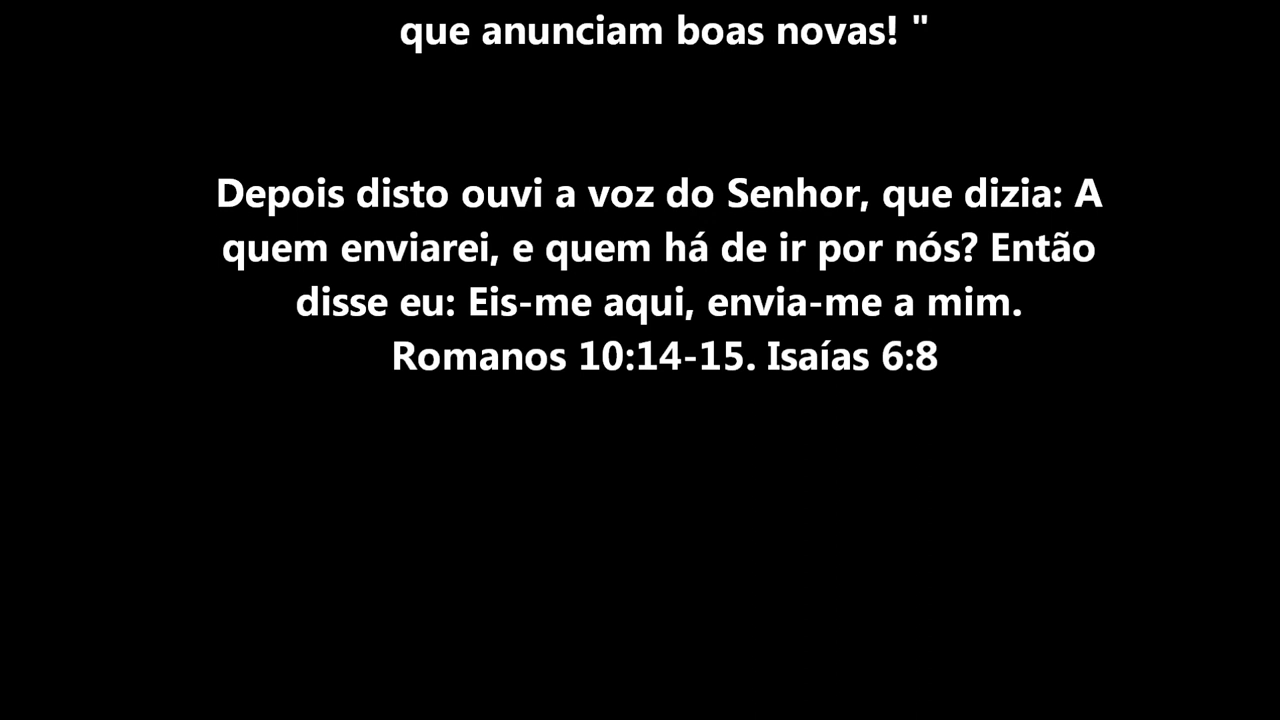 que anunciam boas novas! "
Depois disto ouvi a voz do Senhor, que dizia: A
quem enviarei, e quem há de ir por nós? Então
disse eu: Eis-me aqui, envia-me a mim.
Romanos 10:14-15. Isaías 6:8